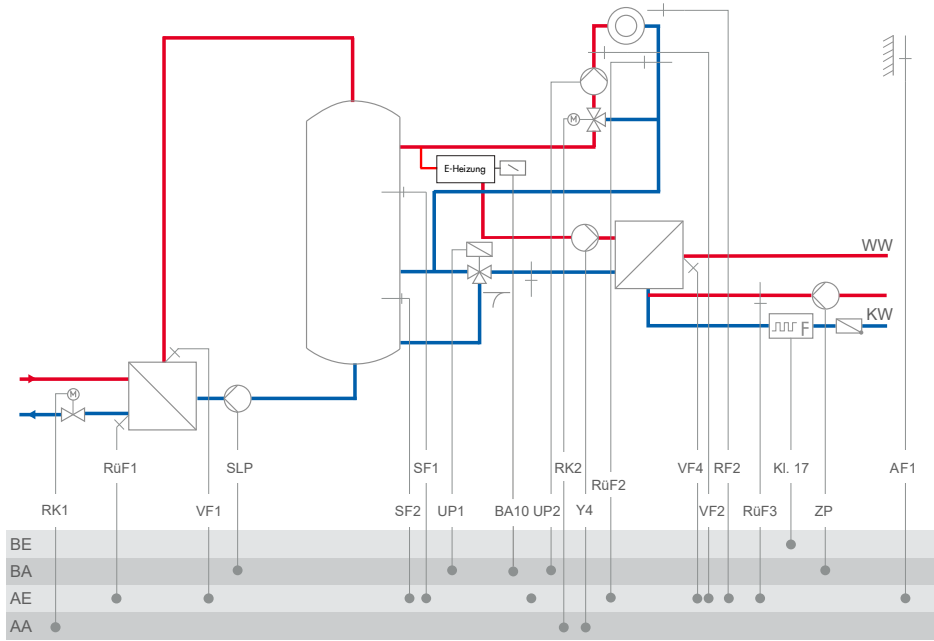 M
E-Heizung
WW
KW
F
M
RüF1 SLP SF1 RK2 RüF2 VF4 RF2 Kl. 17 AF1
RK1 VF1 SF2 UP1 BA10 UP2 Y4 VF2 RüF3 ZP
BE
BA
AE
AA